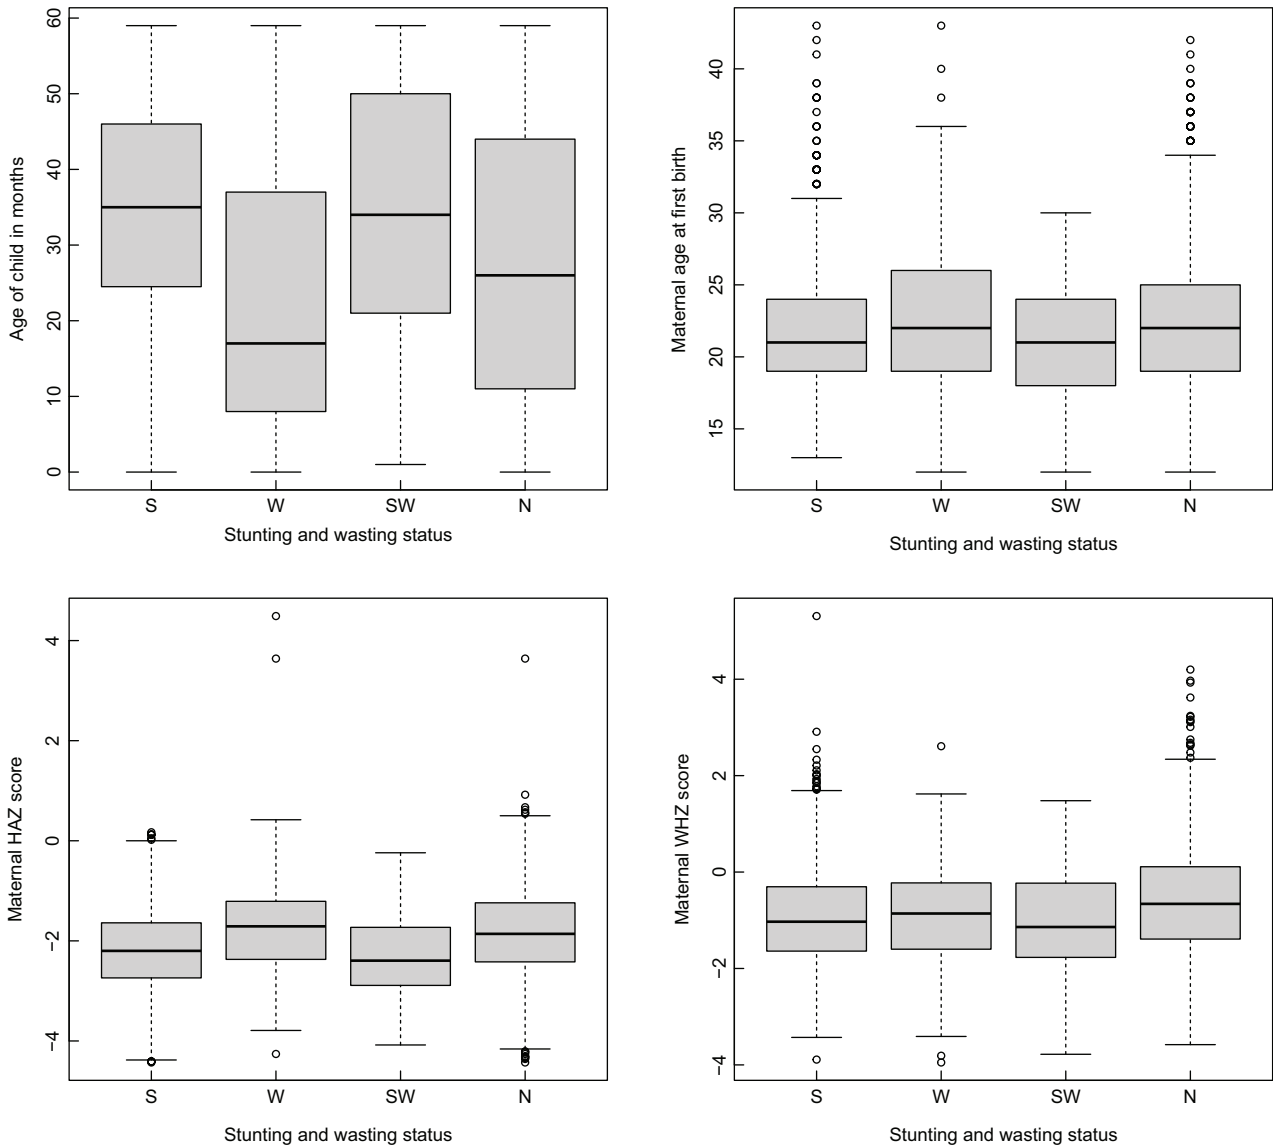 Age of child in months
60
50
40
30
20
10
0
S W SW N
Stunting and wasting status
Maternal age at first birth
40
35
30
25
20
15
S W SW N
Stunting and wasting status
Maternal HAZ score
4
2
0
−2
−4
S W SW N
Stunting and wasting status
Maternal WHZ score
4
2
0
−2
−4
S W SW N
Stunting and wasting status